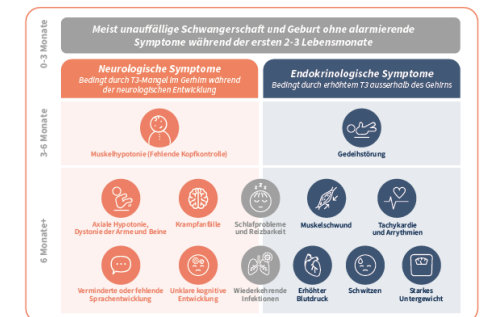 0-3 Monate
Meist unauffällige Schwangerschaft und Geburt ohne alarmierende
Symptome während der ersten 2-3 Lebensmonate
Neurologische Symptome
Bedingt durch T3-Mangel im Gerhim während
der neurologischen Entwicklung
Endokrinologische Symptome
Bedingt durch erhöhtem T3 ausserhalb des Gehirns
3-6 Monate
Muskelhypotonie (Fehlende Kopfkontrolle)
Gedeihstörung
6 Monate+
Axiale Hypotonie,
Dystonie der Arme und Beine
Krampfanfälle
Schlafprobleme
und Reizbarkeit
Muskelschwund
Tachykardie
und Arrythmien
Verminderte oder fehlende
Sprachentwicklung
Unklare kognitive
Entwicklung
Wiederkehrende
Infektionen
Erhöhter
Blutdruck
Schwitzen
Starkes
Untergewicht